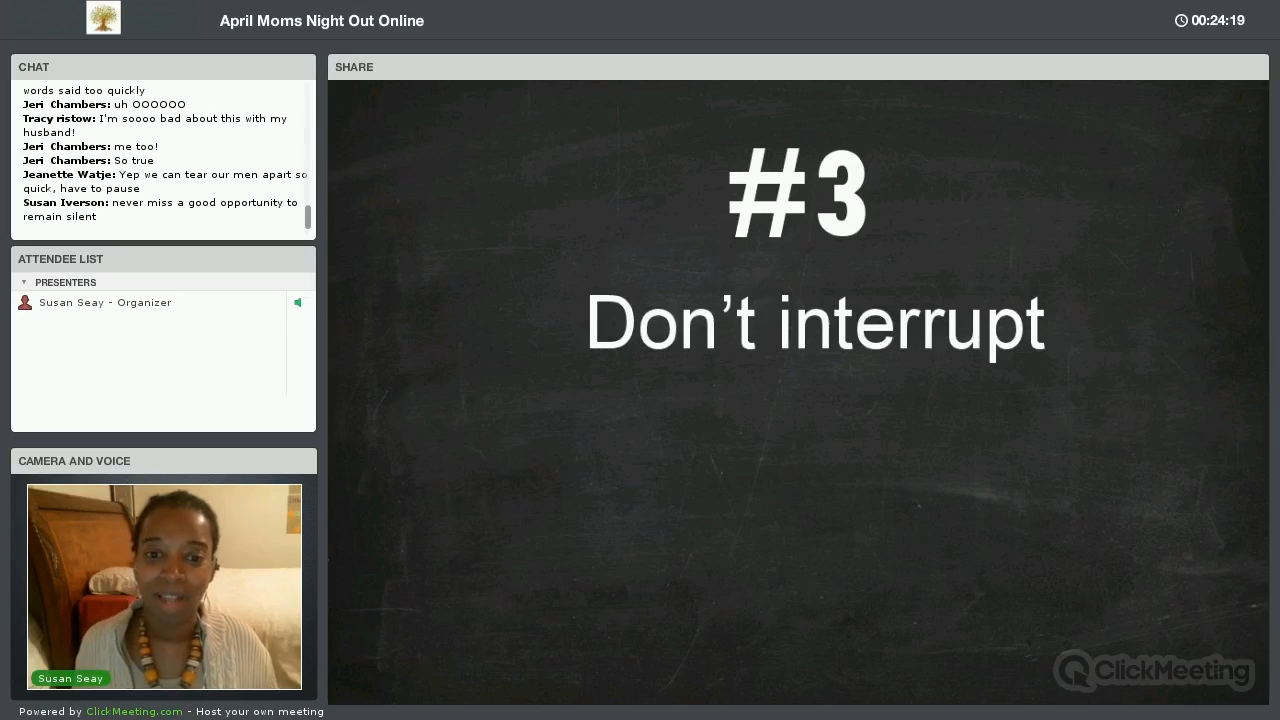 April Moms Night Out Online
00:24:19
CHAT
words said too quickly
Jeri Chambers: uh OOOOOO
Tracy ristow: I'm soooo bad about this with my
husband!
Jeri Chambers: me too!
Jeri Chambers: So true
Jeanette Watje: Yep we can tear our men apart so
quick, have to pause
Susan Iverson: never miss a good opportunity to
remain silent
ATTENDEE LIST
PRESENTERS
Susan Seay - Organizer
CAMERA AND VOICE
Susan Seay
Powered by ClickMeeting.com - Host your own meeting
SHARE
#3
Don't interrupt
ClickMeeting